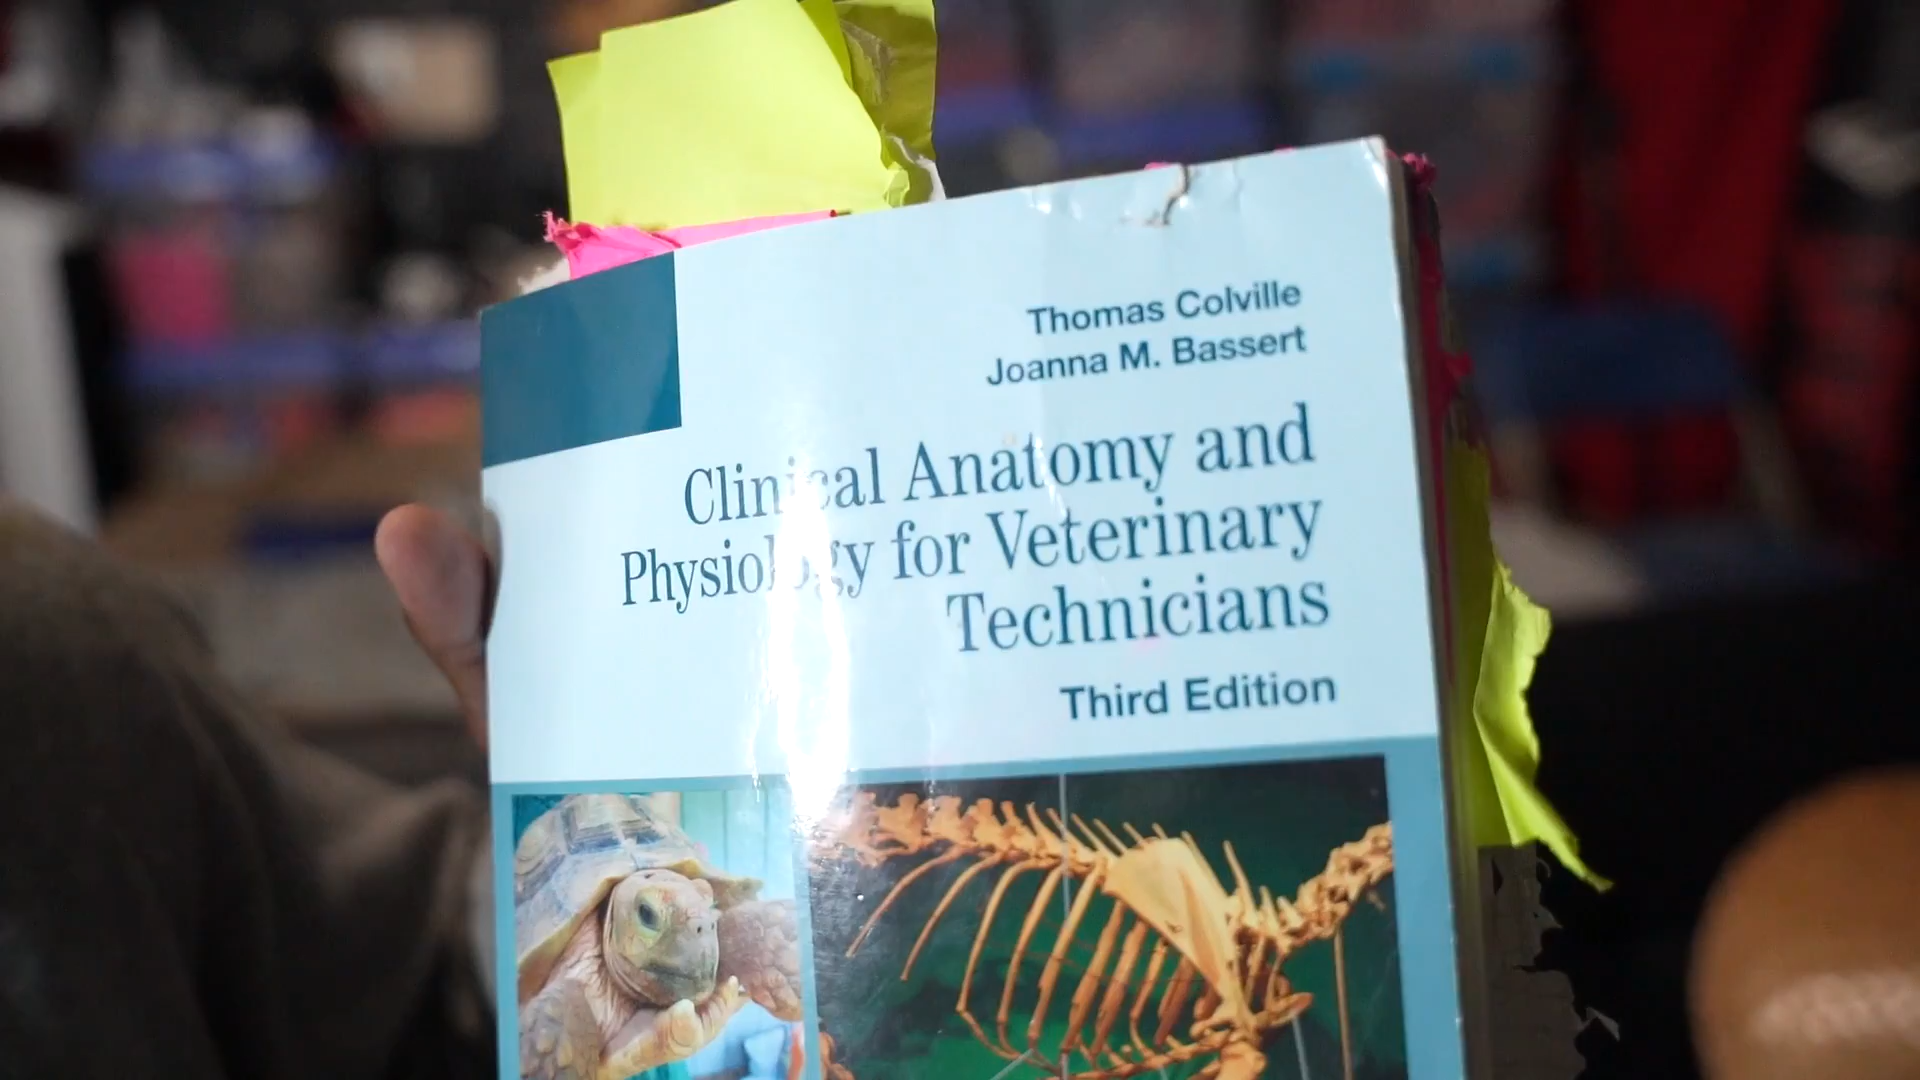 Thomas Colville
Joanna M. Bassert
Clinical Anatomy and
Physiology for Veterinary
Technicians
Third Edition